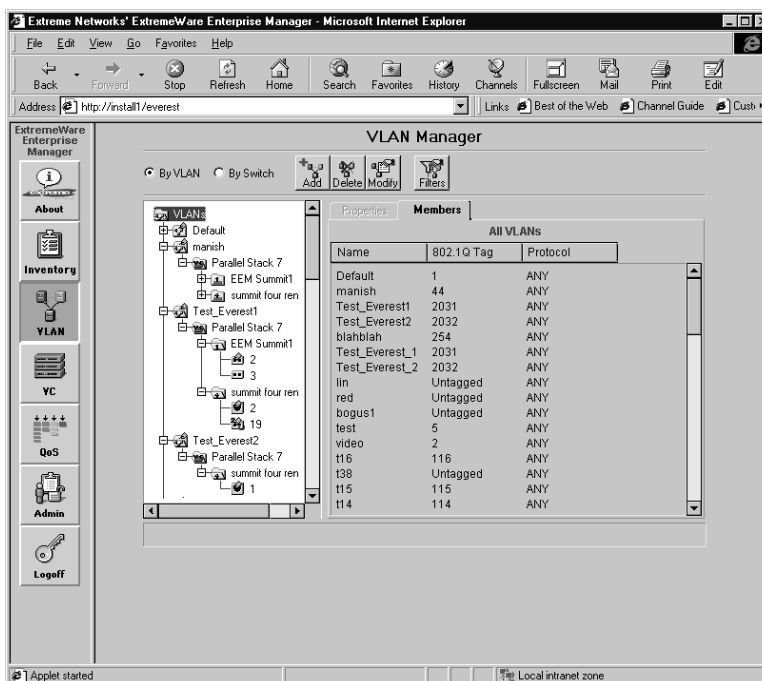 Extreme Networks' ExtremeWare Enterprise Manager - Microsoft Internet Explorer
File Edit View Go Favorites Help
Back Forward Stop Refresh Home Search Favorites History Channels Fullscreen Mail Print Edit
Address http://install1/everest Links Best of the Web Channel Guide Custo
ExtremeWare
Enterprise
Manager
VLAN Manager
About
Inventory
VLAN
VC
QoS
Admin
Logoff
By VLAN By Switch Add Delete Modify Filters
VLANs
Default
manish
Parallel Stack 7
EEM Summit1
summit four ren
Test_Everest1
Parallel Stack 7
EEM Summit1
2
3
summit four ren
2
19
Test_Everest2
Parallel Stack 7
summit four ren
1
Properties Members
All VLANs
Name 802.1Q Tag Protocol
Default 1 ANY
manish 44 ANY
Test_Everest1 2031 ANY
Test_Everest2 2032 ANY
blahblah 254 ANY
Test_Everest_1 2031 ANY
Test_Everest_2 2032 ANY
lin Untagged ANY
red Untagged ANY
bogus1 Untagged ANY
test 5 ANY
video 2 ANY
t16 116 ANY
t38 Untagged ANY
t15 115 ANY
t14 114 ANY
Applet started Local intranet zone